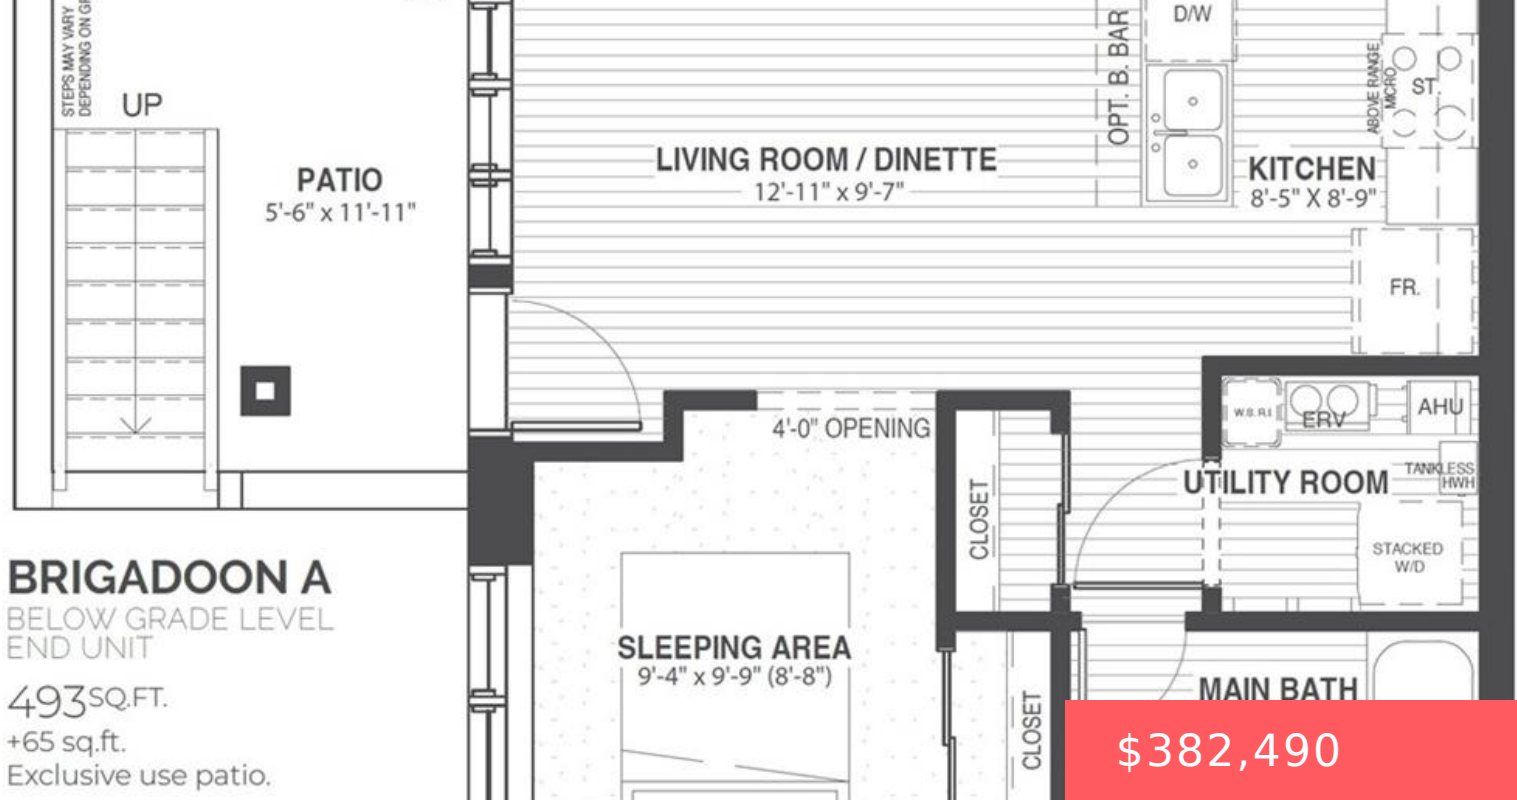 STEPS MAY VARY
DEPENDING ON GR
UP
PATIO
5'-6" x 11'-11"
LIVING ROOM / DINETTE
12'-11" x 9'-7"
OPT. B. BAR
D/W
KITCHEN
8'-5" X 8'-9"
ABOVE RANGE
MICRO
ST.
FR.
4'-0" OPENING
CLOSET
W.S.R.I.
ERV
AHU
UTILITY ROOM
TANKLESS
HWH
STACKED
W/D
BRIGADOON A
BELOW GRADE LEVEL
END UNIT
493 SQ.FT.
+65 sq.ft.
Exclusive use patio.
SLEEPING AREA
9'-4" x 9'-9" (8'-8")
CLOSET
MAIN BATH
$382,490